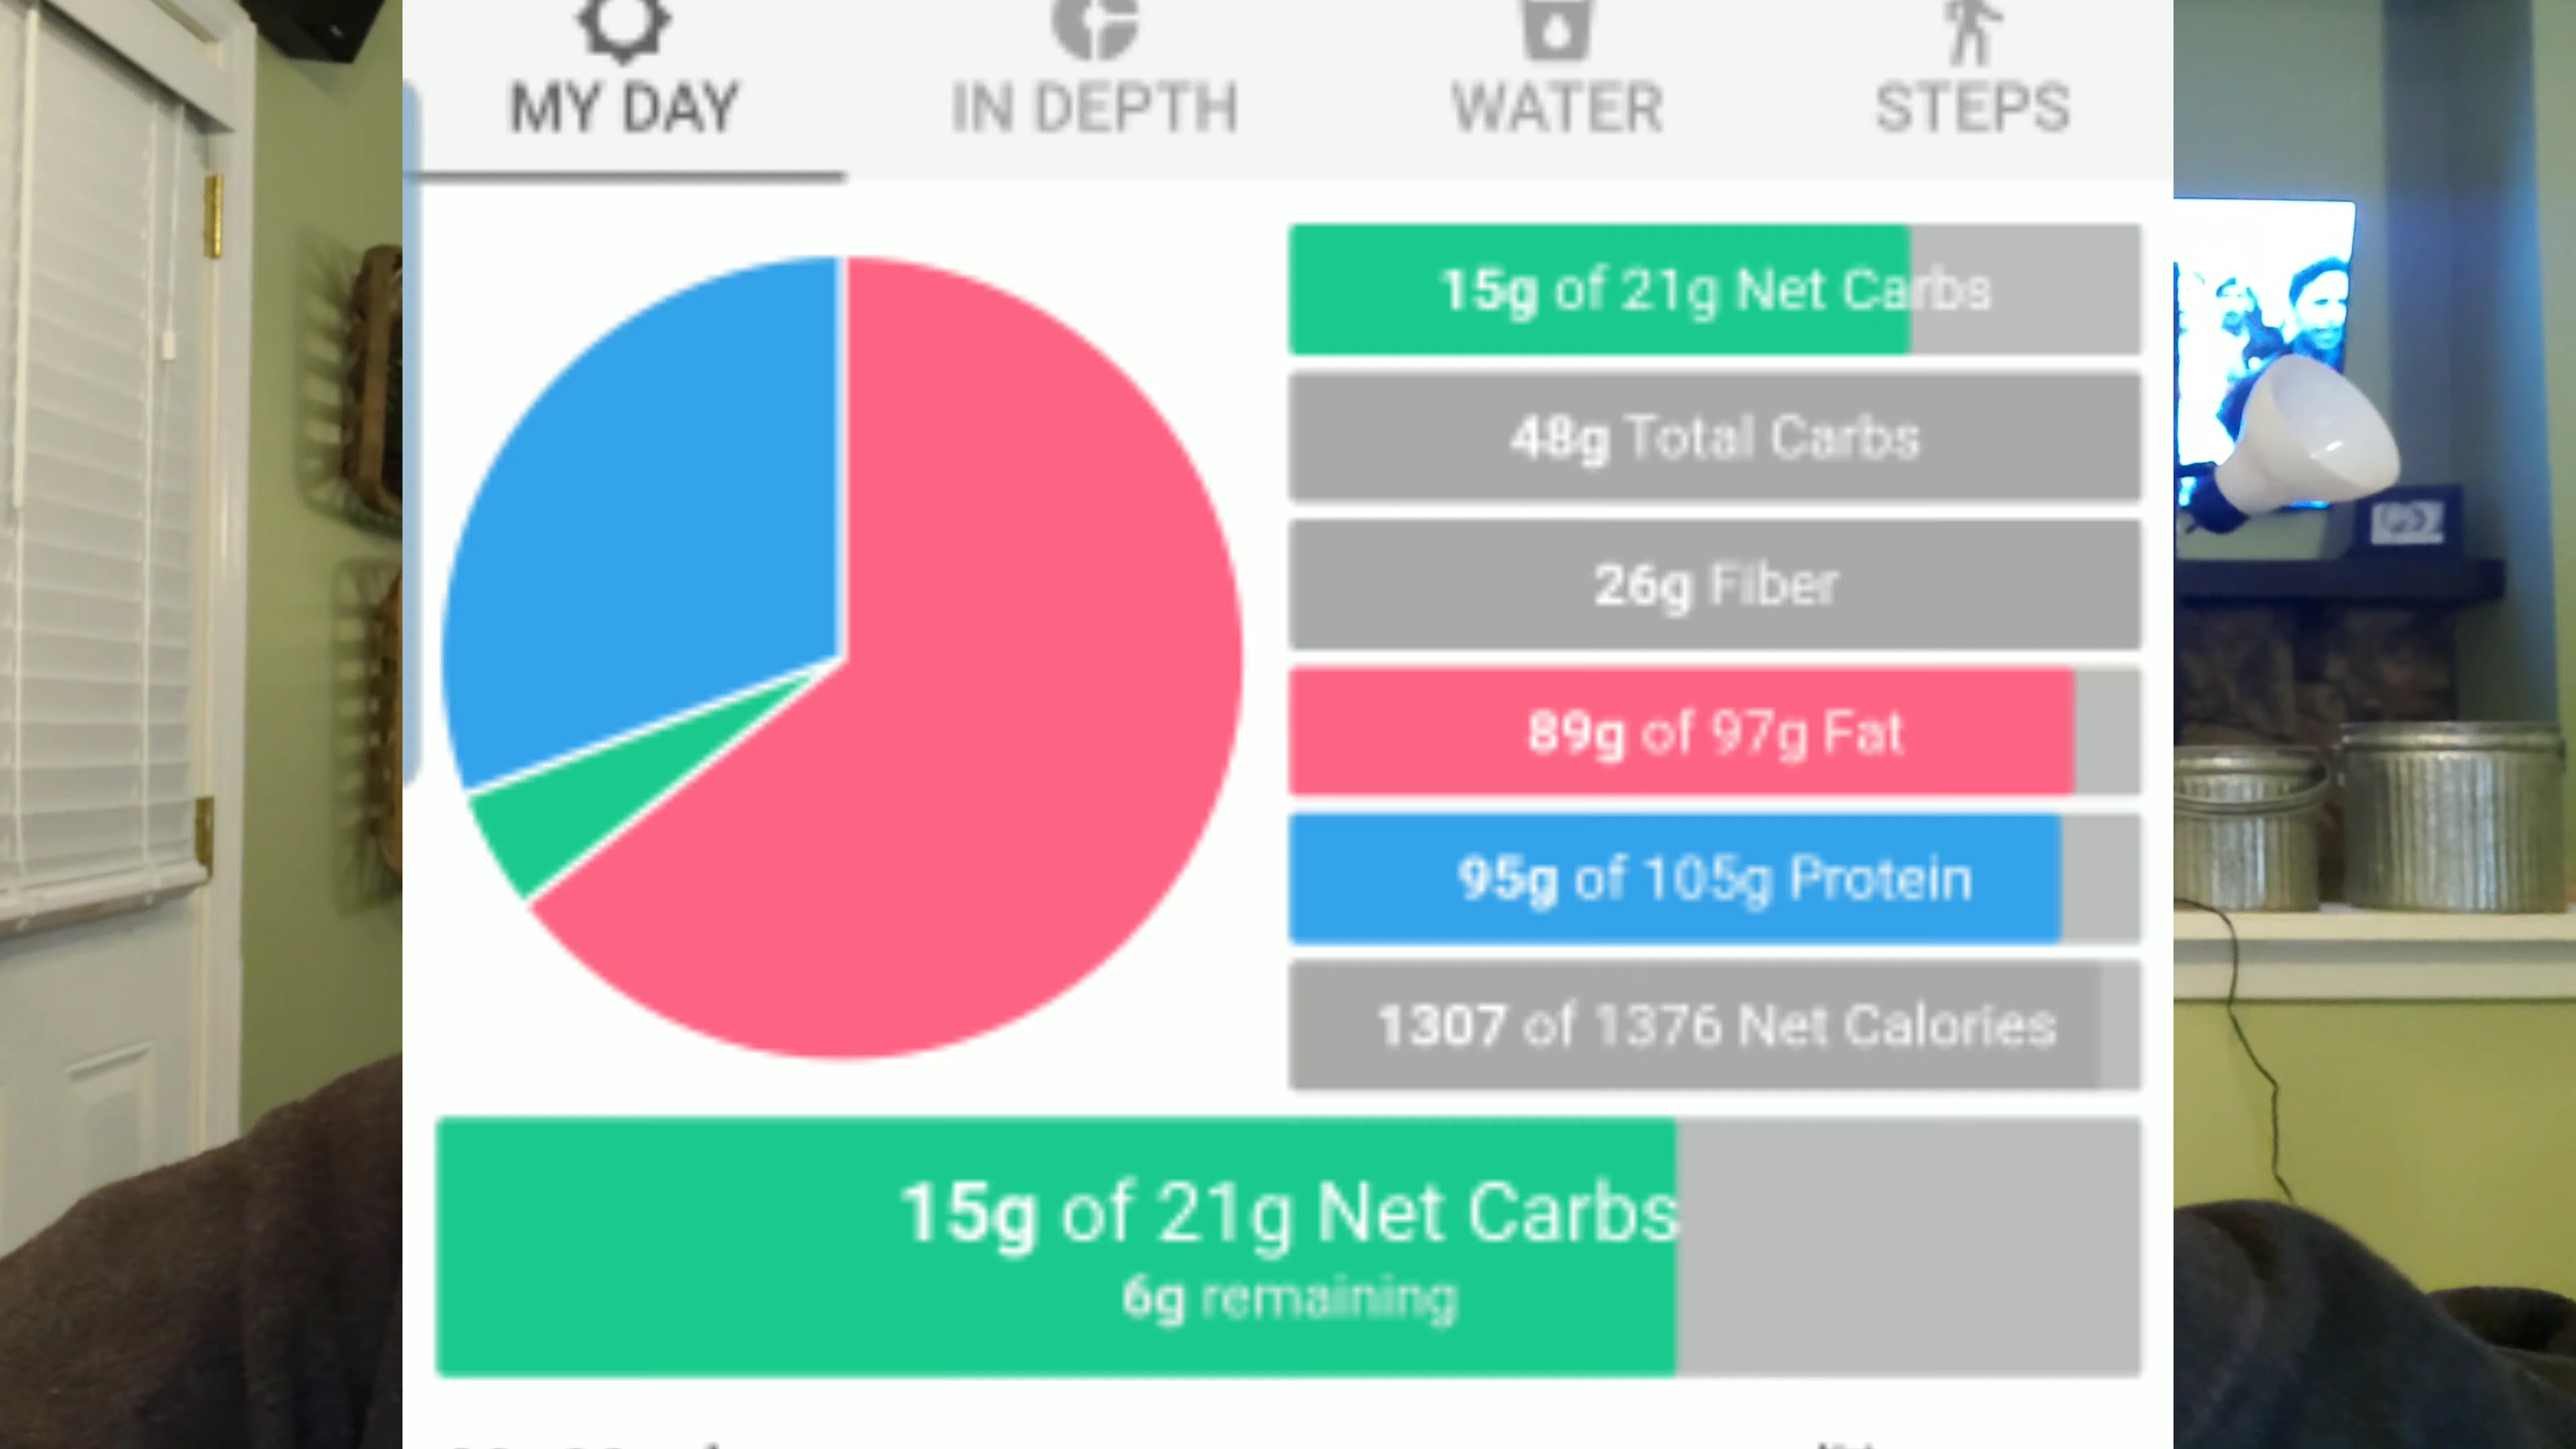 MY DAY
IN DEPTH
WATER
STEPS
15g of 21g Net Carbs
48g Total Carbs
26g Fiber
89g of 97g Fat
95g of 105g Protein
1307 of 1376 Net Calories
15g of 21g Net Carbs
6g remaining